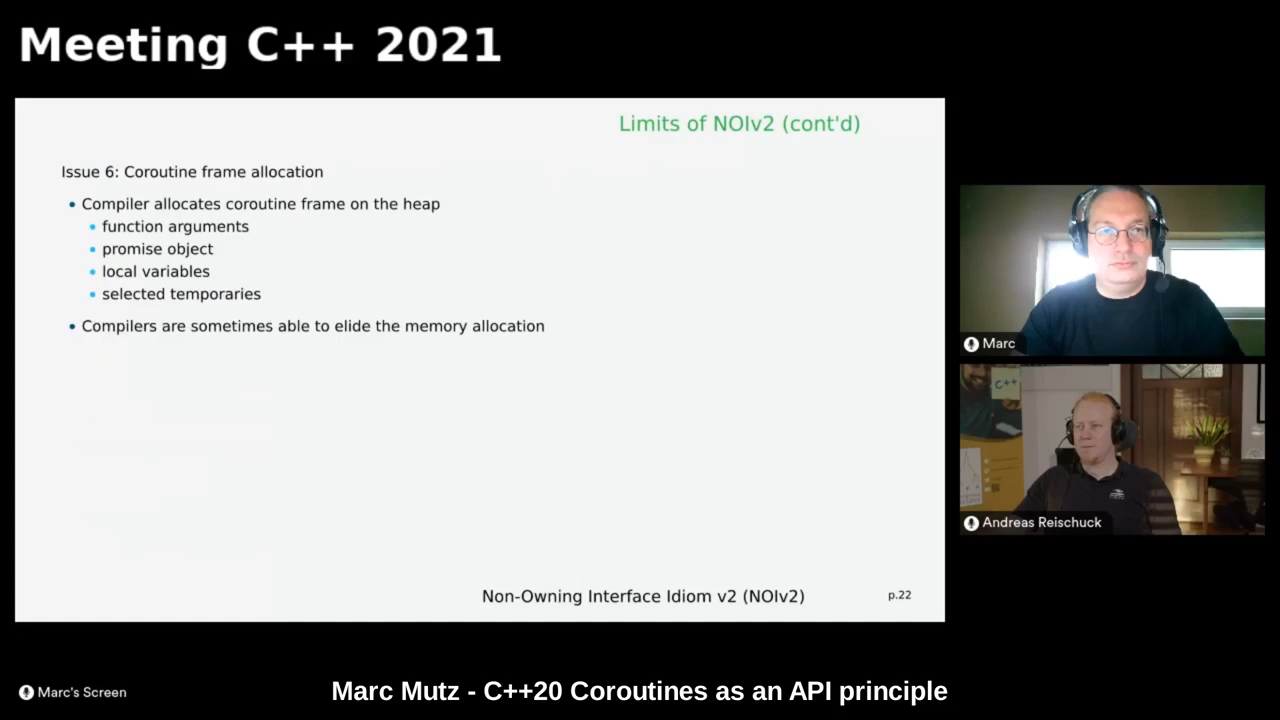 Meeting C++ 2021
Limits of NOIv2 (cont'd)
Issue 6: Coroutine frame allocation
• Compiler allocates coroutine frame on the heap
• function arguments
• promise object
• local variables
• selected temporaries
• Compilers are sometimes able to elide the memory allocation
Non-Owning Interface Idiom v2 (NOIv2)
p.22
Marc
C++
Andreas Reischuck
Marc's Screen
Marc Mutz - C++20 Coroutines as an API principle